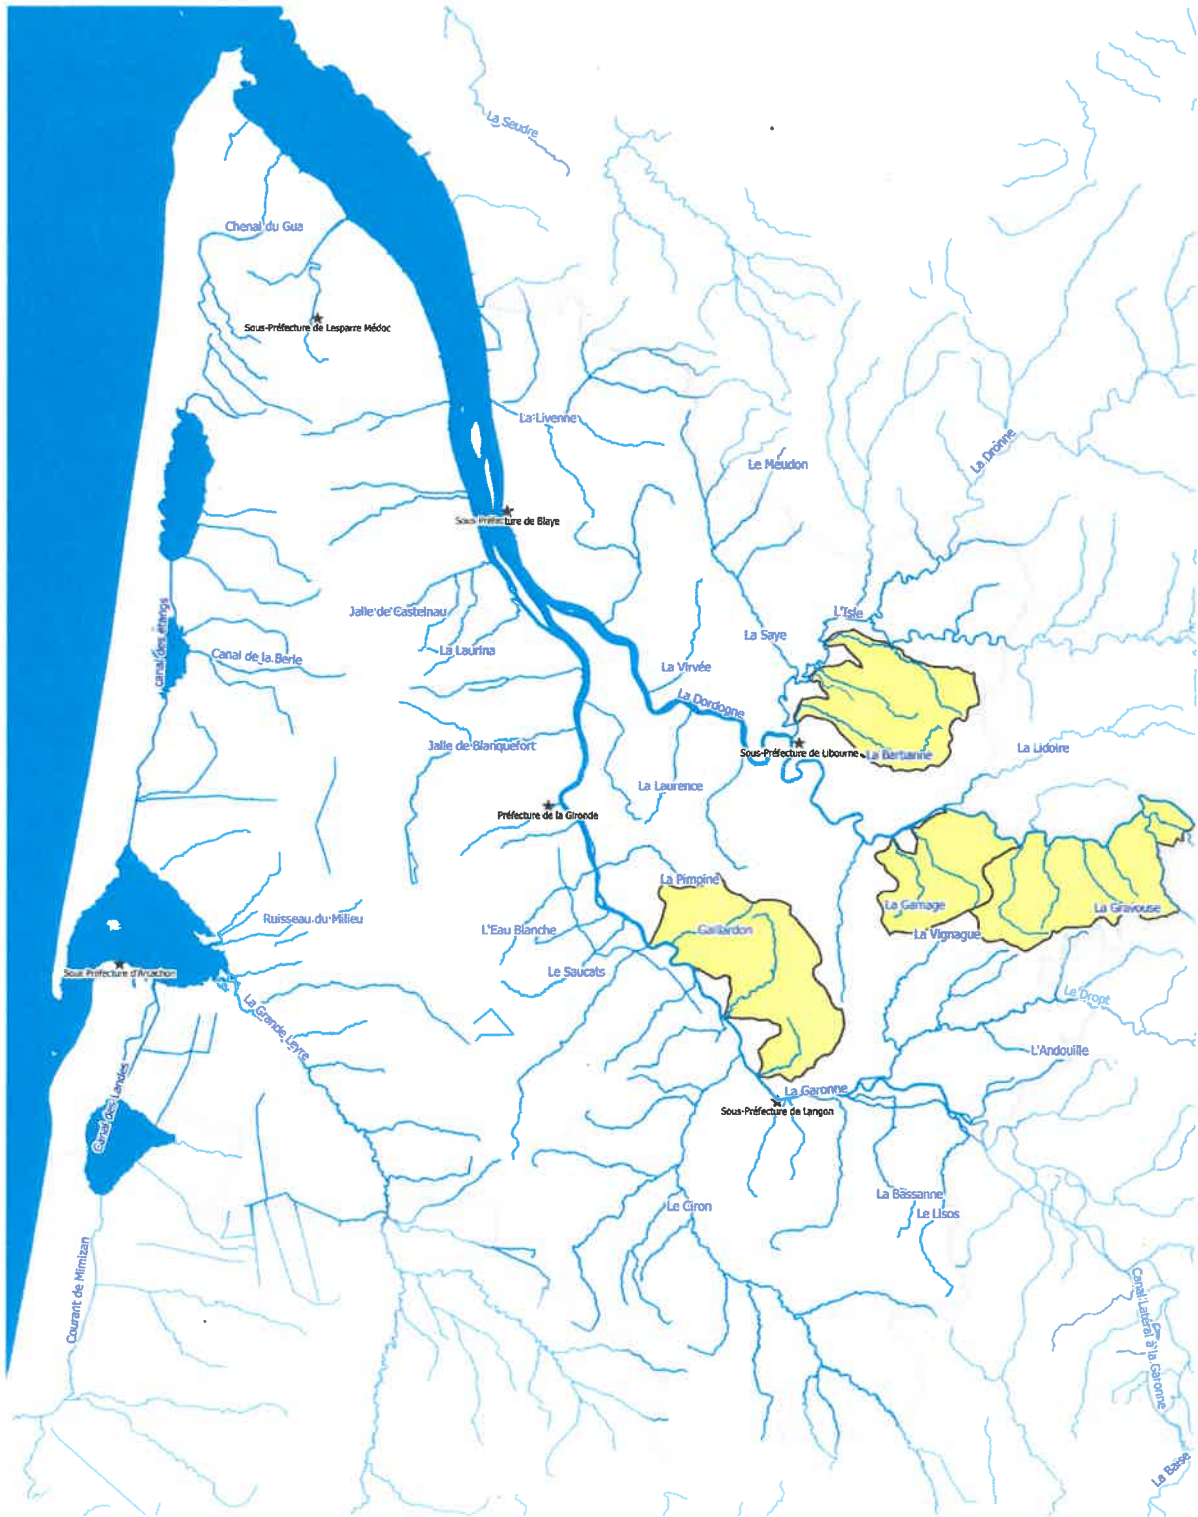 La Seudre
Chenal du Gua
Sous-Préfecture de Lesparre Médoc
La Livenne
La Dronne
Le Meudon
Sous-Préfecture de Blaye
canal des étangs
Jalle de Castelnau
L'Isle
La Saye
La Laurina
Canal de la Berle
La Virvée
La Dordogne
Jalle de Blanquefort
Sous-Préfecture de Libourne
La Barbanne
La Lidoire
La Laurence
Préfecture de la Gironde
La Pimpine
La Gamage
La Gravouse
Ruisseau du Milieu
L'Eau Blanche
Gaillardon
La Vignague
Sous Préfecture d'Arcachon
Le Saucats
Le Dropt
La Grande Leyre
L'Andouille
Canal des Landes
La Garonne
Sous-Préfecture de Langon
La Bassanne
Le Ciron
Le Lisos
Courant de Mimizan
Canal Latéral à la Garonne
La Baïse